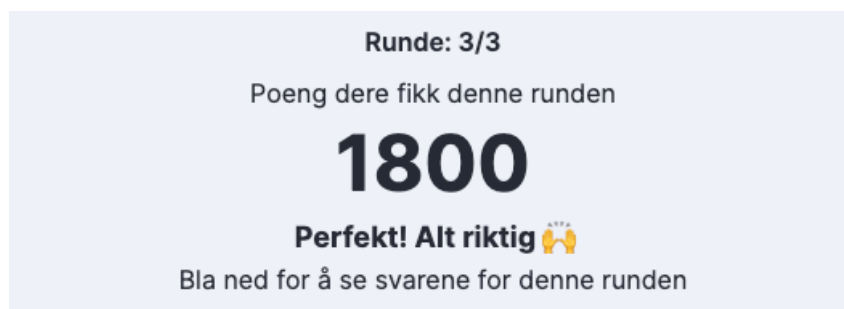 Runde: 3/3
Poeng dere fikk denne runden
1800
Perfekt! Alt riktig 🙌
Bla ned for å se svarene for denne runden